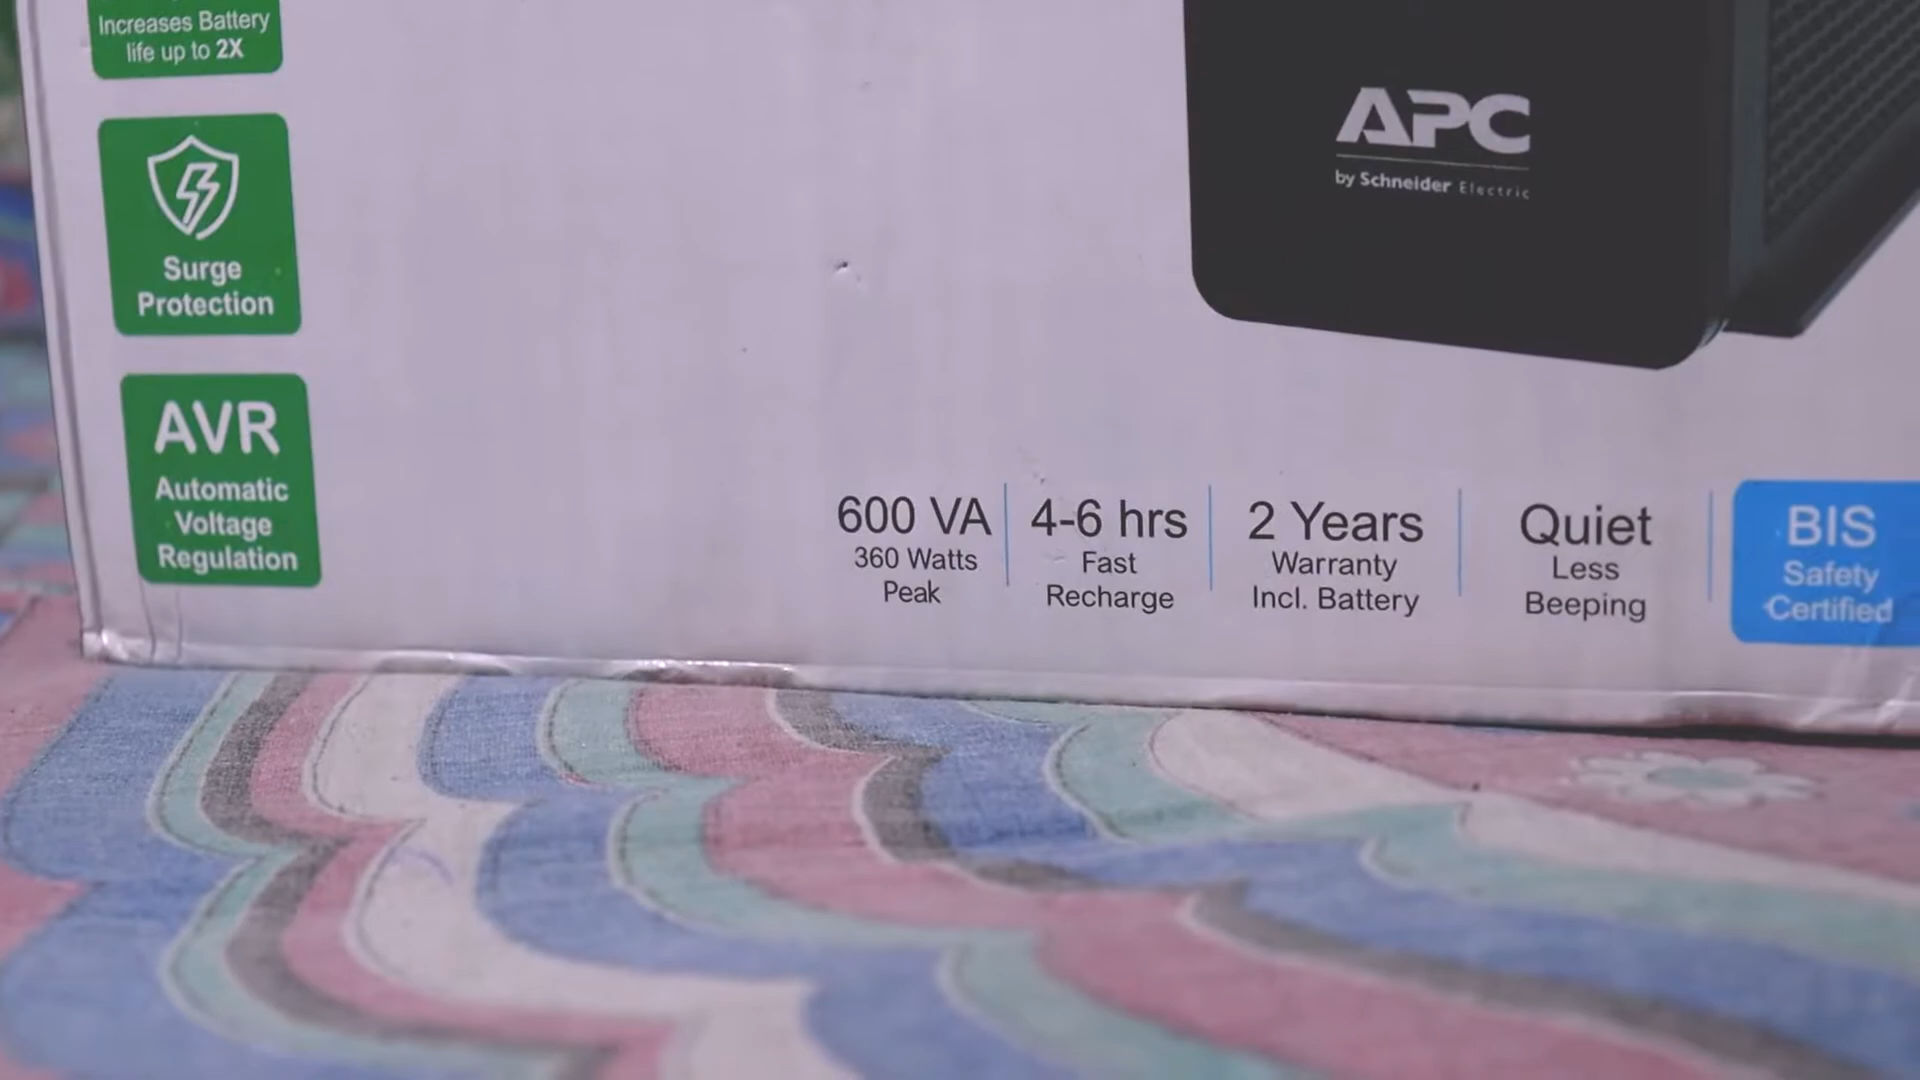 Increases Battery
life up to 2X
Surge
Protection
AVR
Automatic
Voltage
Regulation
APC
by Schneider Electric
600 VA
360 Watts
Peak
4-6 hrs
Fast
Recharge
2 Years
Warranty
Incl. Battery
Quiet
Less
Beeping
BIS
Safety
Certified